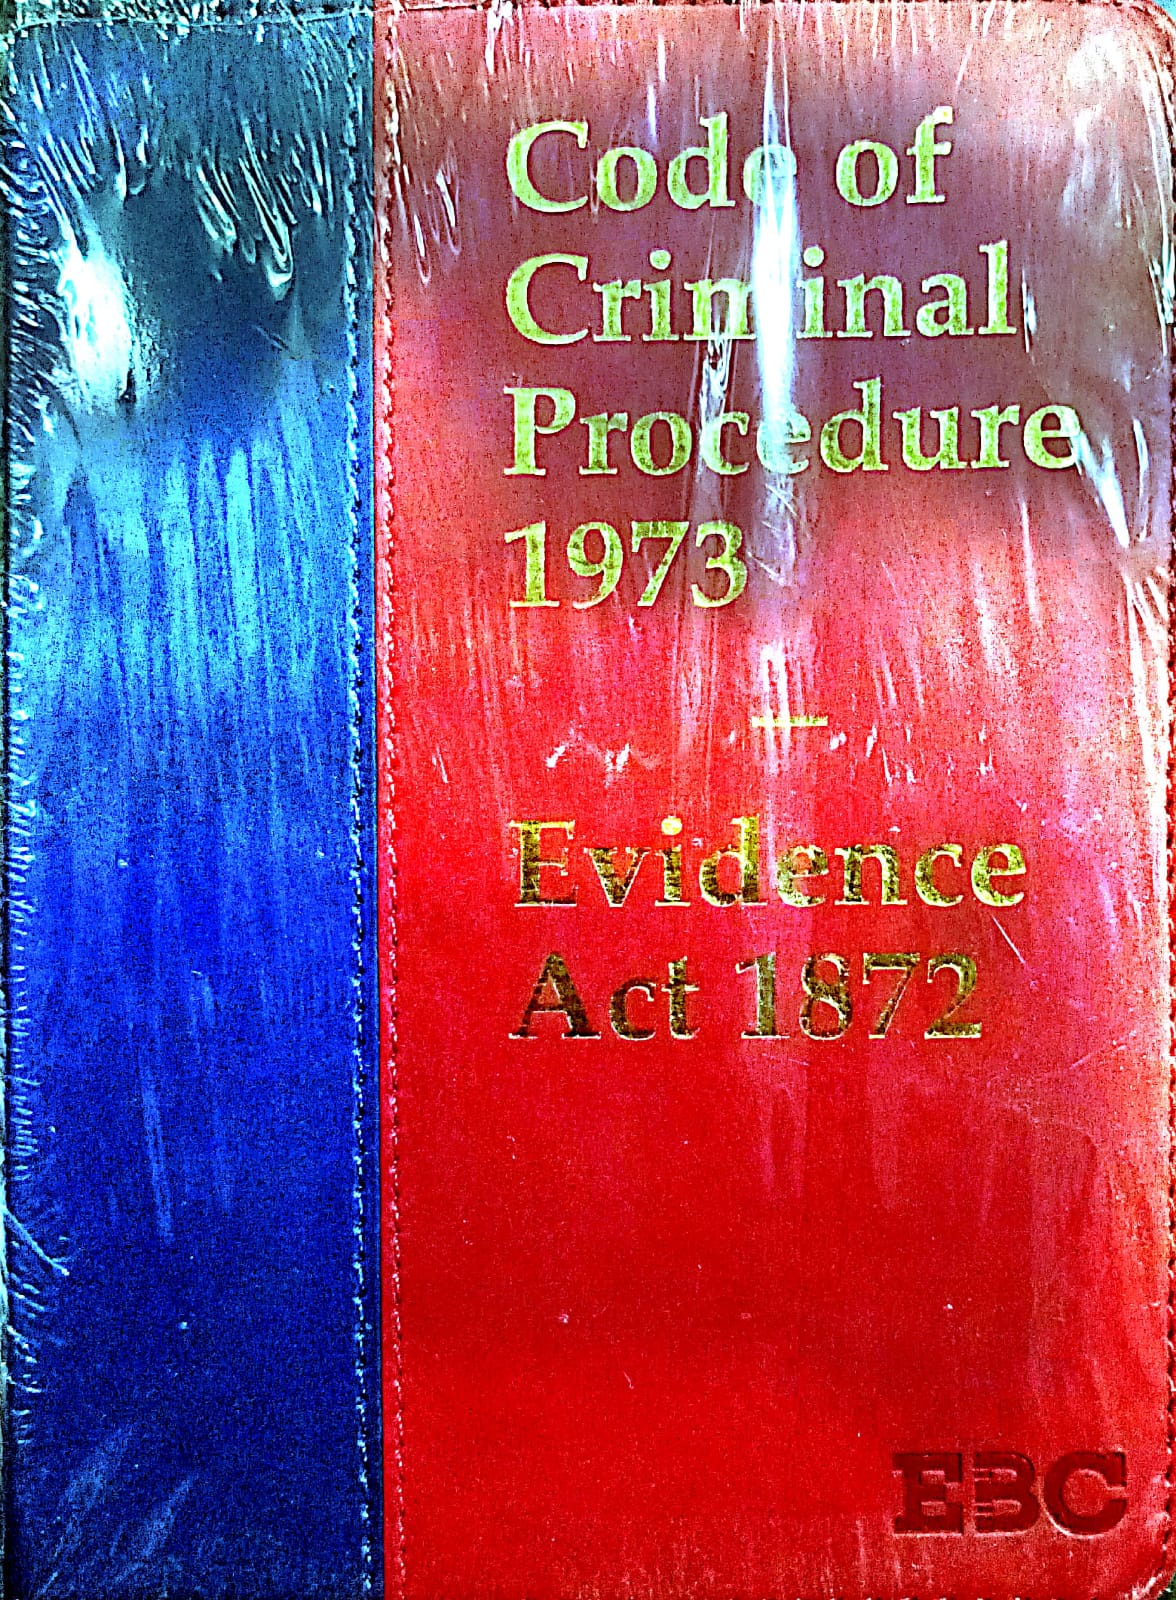 Code of
Criminal
Procedure
1973
—
Evidence
Act 1872
EBC